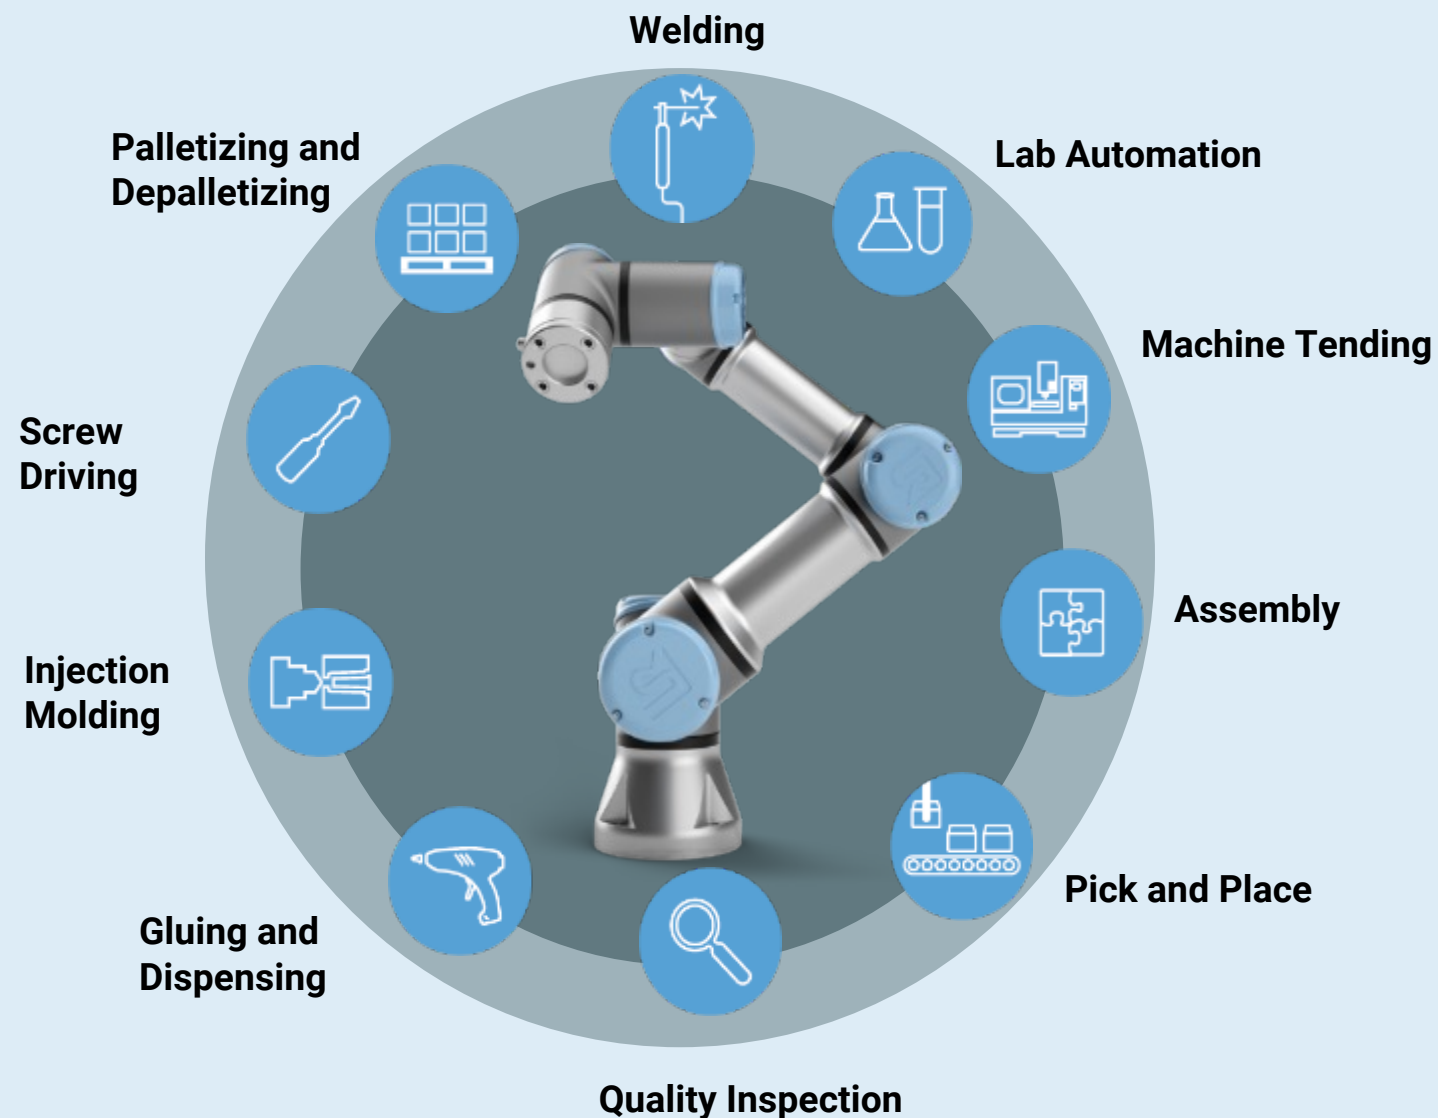 Welding
Palletizing and
Depalletizing
Lab Automation
Machine Tending
Screw
Driving
Assembly
Injection
Molding
Pick and Place
Gluing and
Dispensing
Quality Inspection